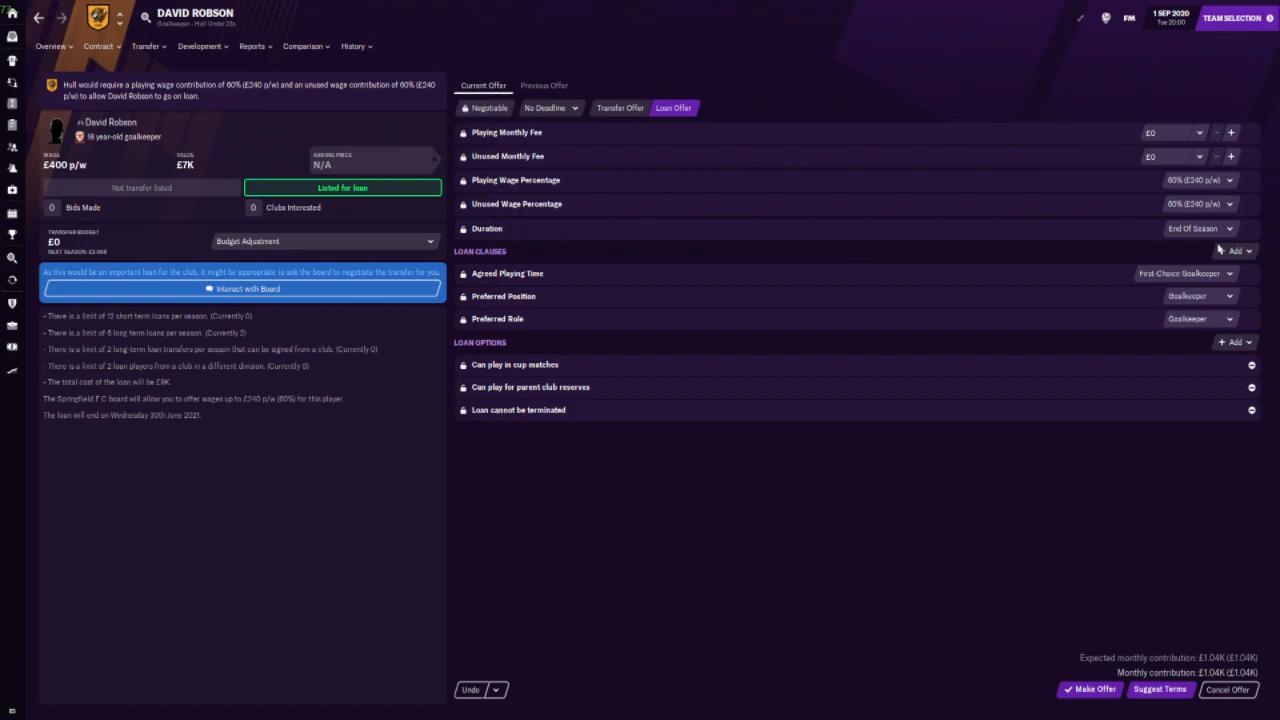 DAVID ROBSON
Goalkeeper - Hull Under 23s
1 SEP 2020
Tue 20:00
FM
TEAM SELECTION
Overview
Contract
Transfer
Development
Reports
Comparison
History
Hull would require a playing wage contribution of 60% (£240 p/w) and an unused wage contribution of 60% (£240
p/w) to allow David Robson to go on loan.
David Robson
18 year-old goalkeeper
WAGE
£400 p/w
VALUE
£7K
ASKING PRICE
N/A
Not transfer listed
Listed for loan
0 Bids Made
0 Clubs Interested
TRANSFER BUDGET
£0
Budget Adjustment
As this would be an important loan for the club, it might be appropriate to ask the board to negotiate the transfer for you.
Interact with Board
- There is a limit of 12 short term loans per season. (Currently 0)
- There is a limit of 6 long term loans per season. (Currently 2)
- There is a limit of 2 long-term loan transfers per season that can be signed from a club. (Currently 0)
- There is a limit of 2 loan players from a club in a different division. (Currently 0)
- The total cost of the loan will be £9K.
The Springfield F.C board will allow you to offer wages up to £240 p/w (60%) for this player.
The loan will end on Wednesday 30th June 2021.
Current Offer
Previous Offer
Negotiable
No Deadline
Transfer Offer
Loan Offer
Playing Monthly Fee £0
Unused Monthly Fee £0
Playing Wage Percentage 60% (£240 p/w)
Unused Wage Percentage 60% (£240 p/w)
Duration End Of Season
LOAN CLAUSES + Add
Agreed Playing Time First-Choice Goalkeeper
Preferred Position Goalkeeper
Preferred Role Goalkeeper
LOAN OPTIONS + Add
Can play in cup matches
Can play for parent club reserves
Loan cannot be terminated
Expected monthly contribution: £1.04K (£1.04K)
Monthly contribution: £1.04K (£1.04K)
Undo
Make Offer
Suggest Terms
Cancel Offer